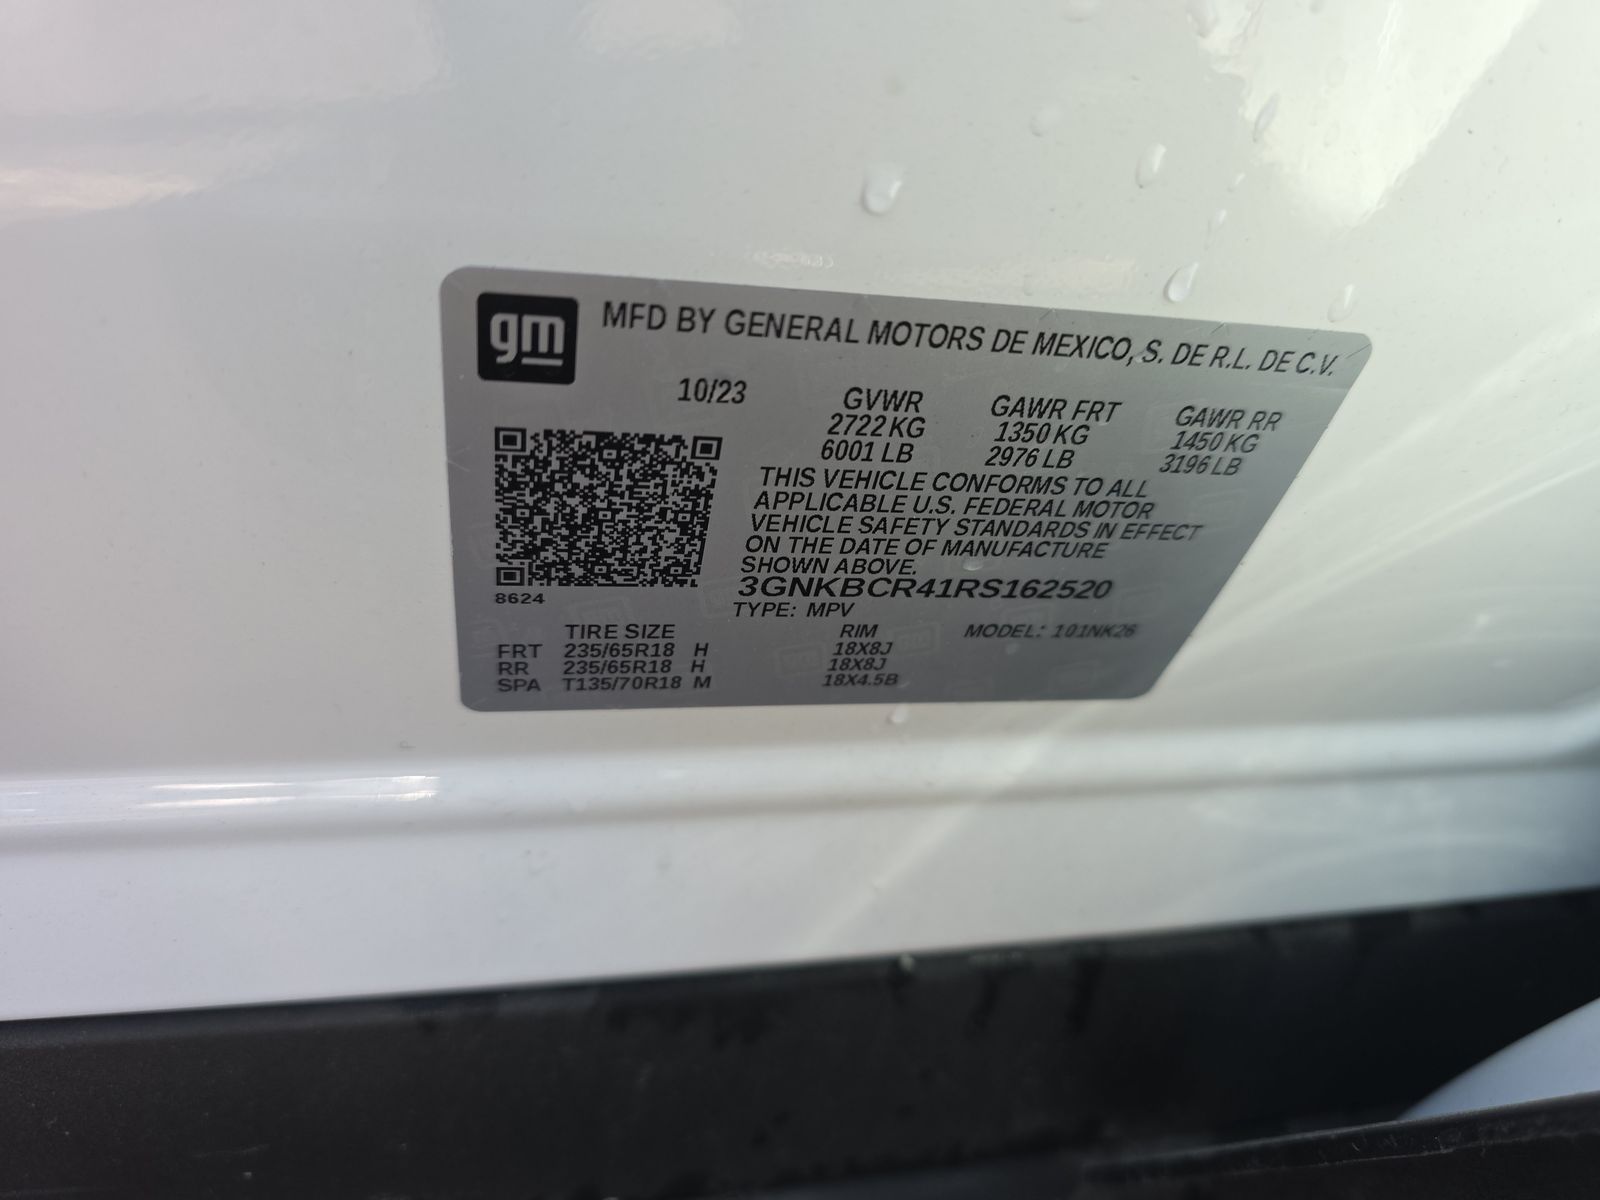 gm MFD BY GENERAL MOTORS DE MEXICO, S. DE R.L. DE C.V.
10/23 GVWR GAWR FRT GAWR RR
2722 KG 1350 KG 1450 KG
6001 LB 2976 LB 3196 LB
THIS VEHICLE CONFORMS TO ALL
APPLICABLE U.S. FEDERAL MOTOR
VEHICLE SAFETY STANDARDS IN EFFECT
ON THE DATE OF MANUFACTURE
SHOWN ABOVE.
3GNKBCR41RS162520
8624
TYPE: MPV
TIRE SIZE RIM MODEL: 101NK26
FRT 235/65R18 H 18X8J
RR 235/65R18 H 18X8J
SPA T135/70R18 M 18X4.5B